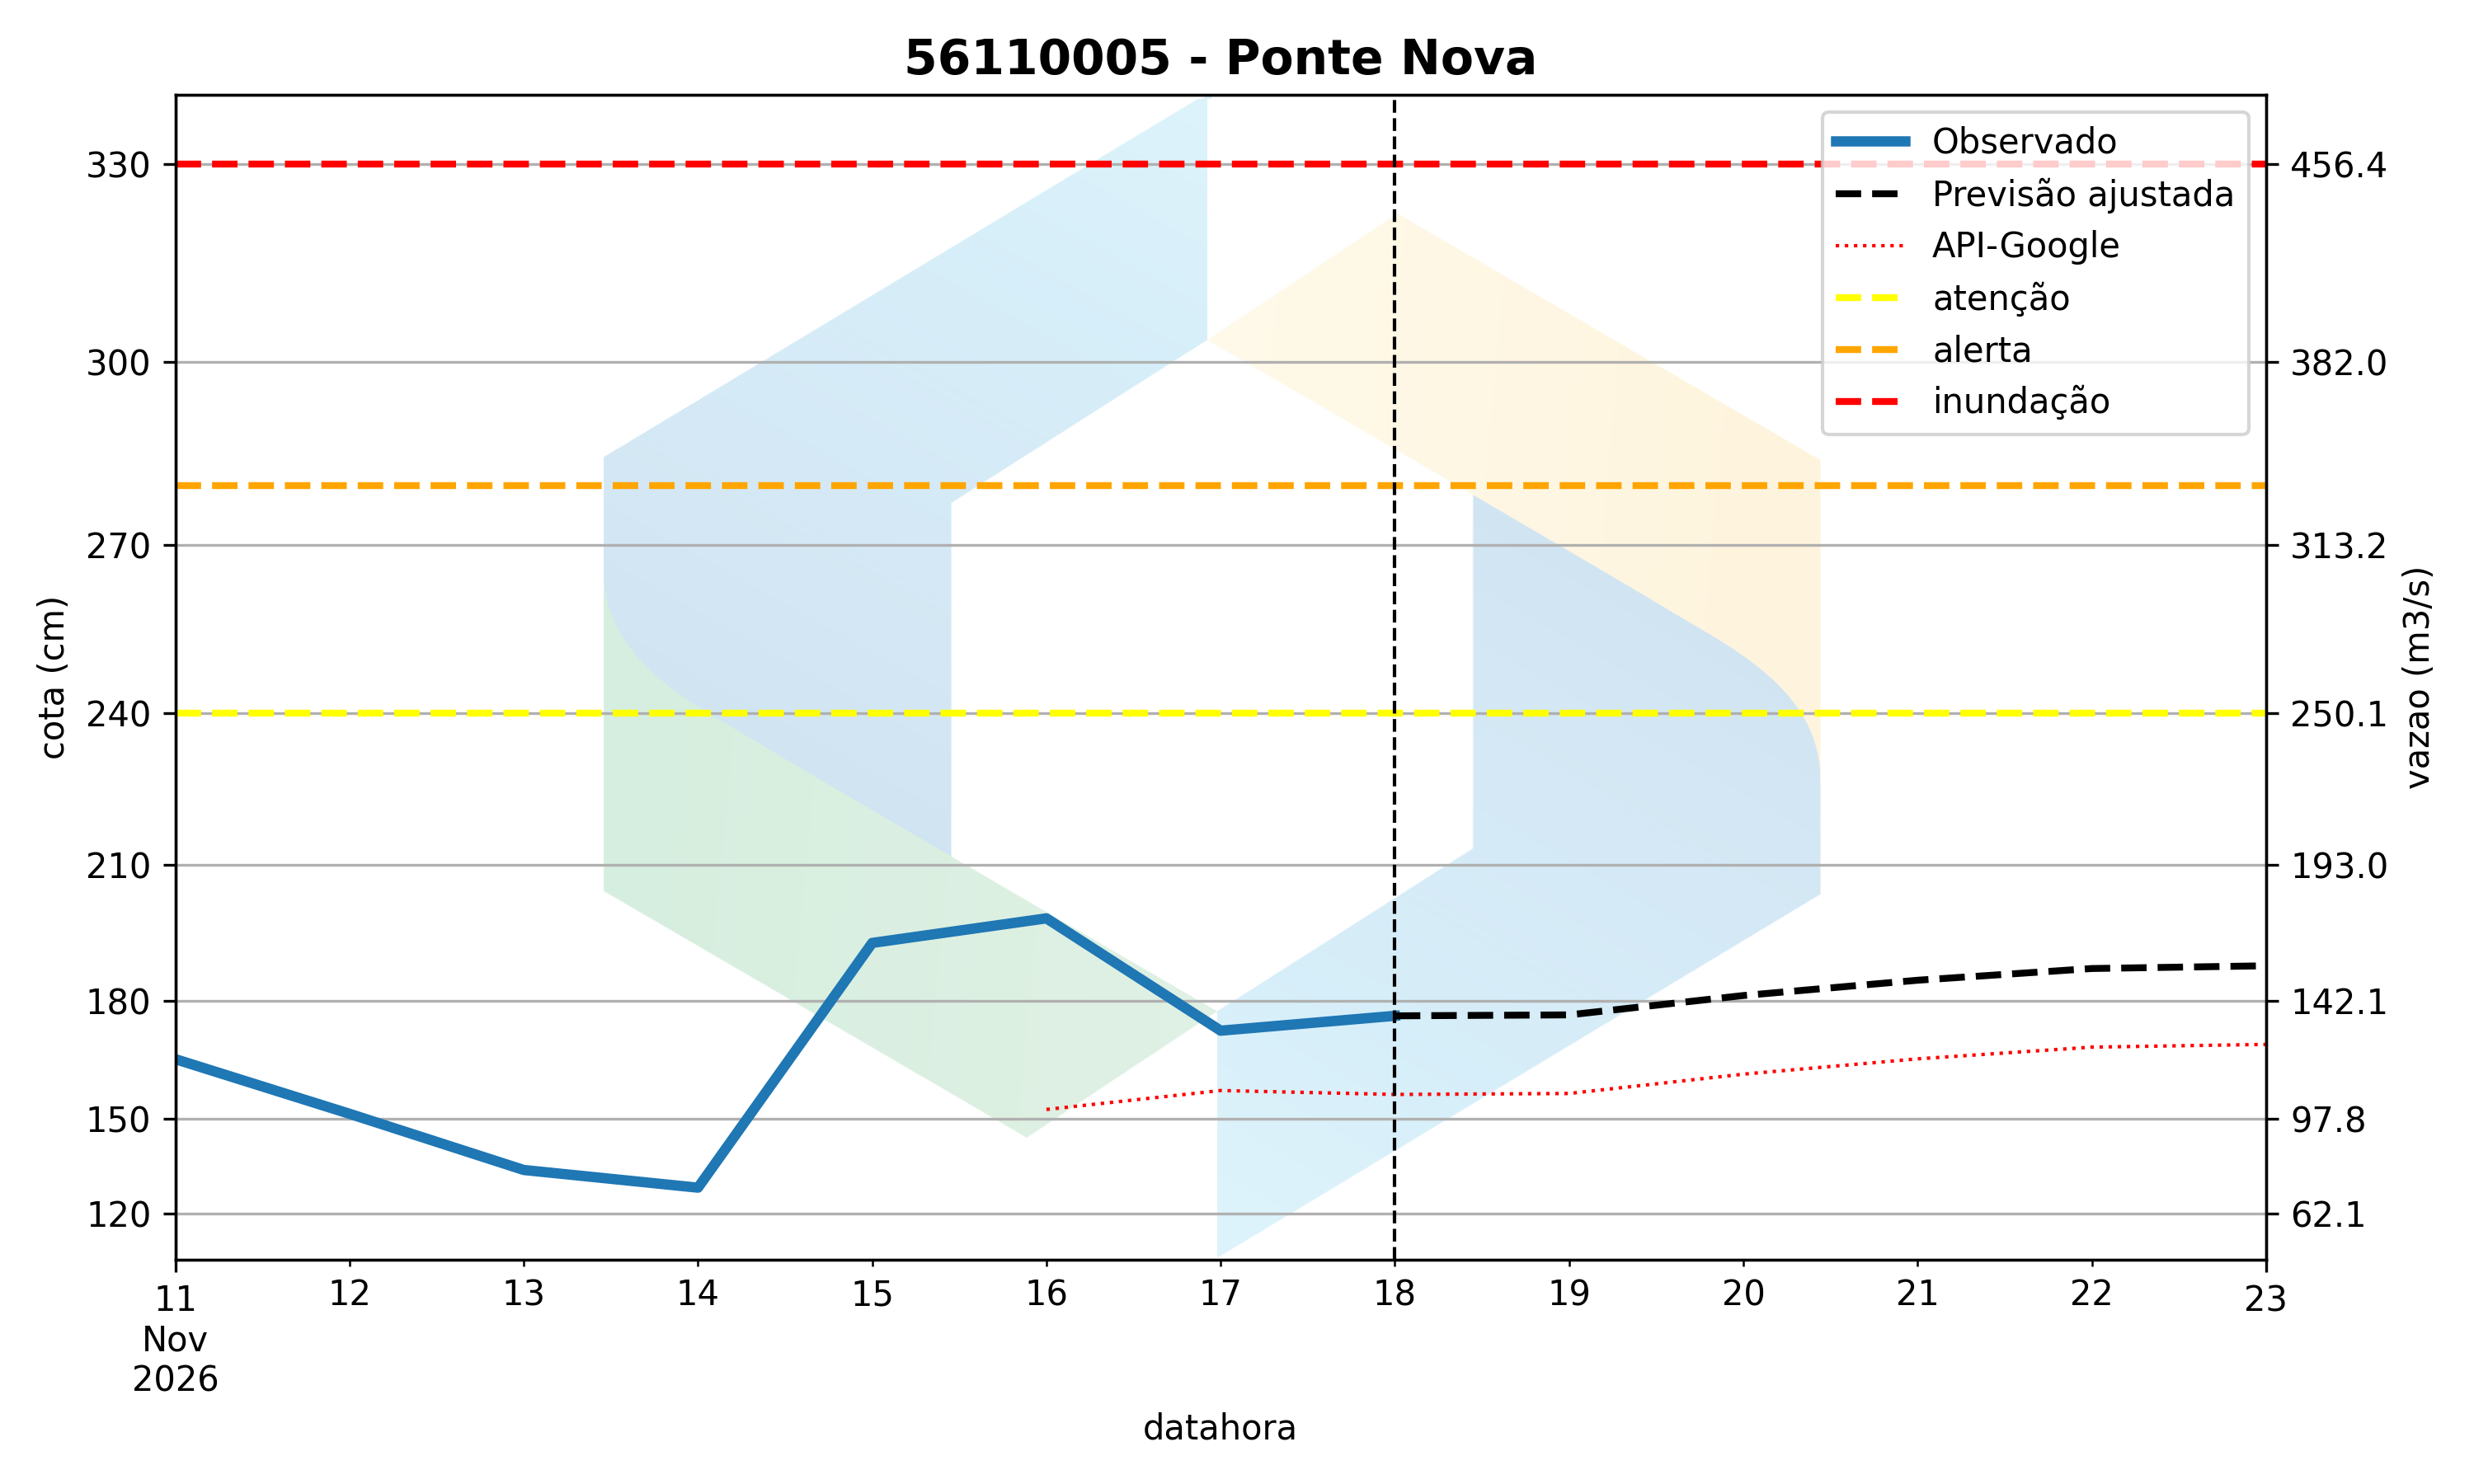 56110005 - Ponte Nova
Observado
Previsão ajustada
API-Google
atenção
alerta
inundação
330
300
270
240
210
180
150
120
cota (cm)
456.4
382.0
313.2
250.1
193.0
142.1
97.8
62.1
vazao (m3/s)
11 12 13 14 15 16 17 18 19 20 21 22 23
Nov
2026
datahora